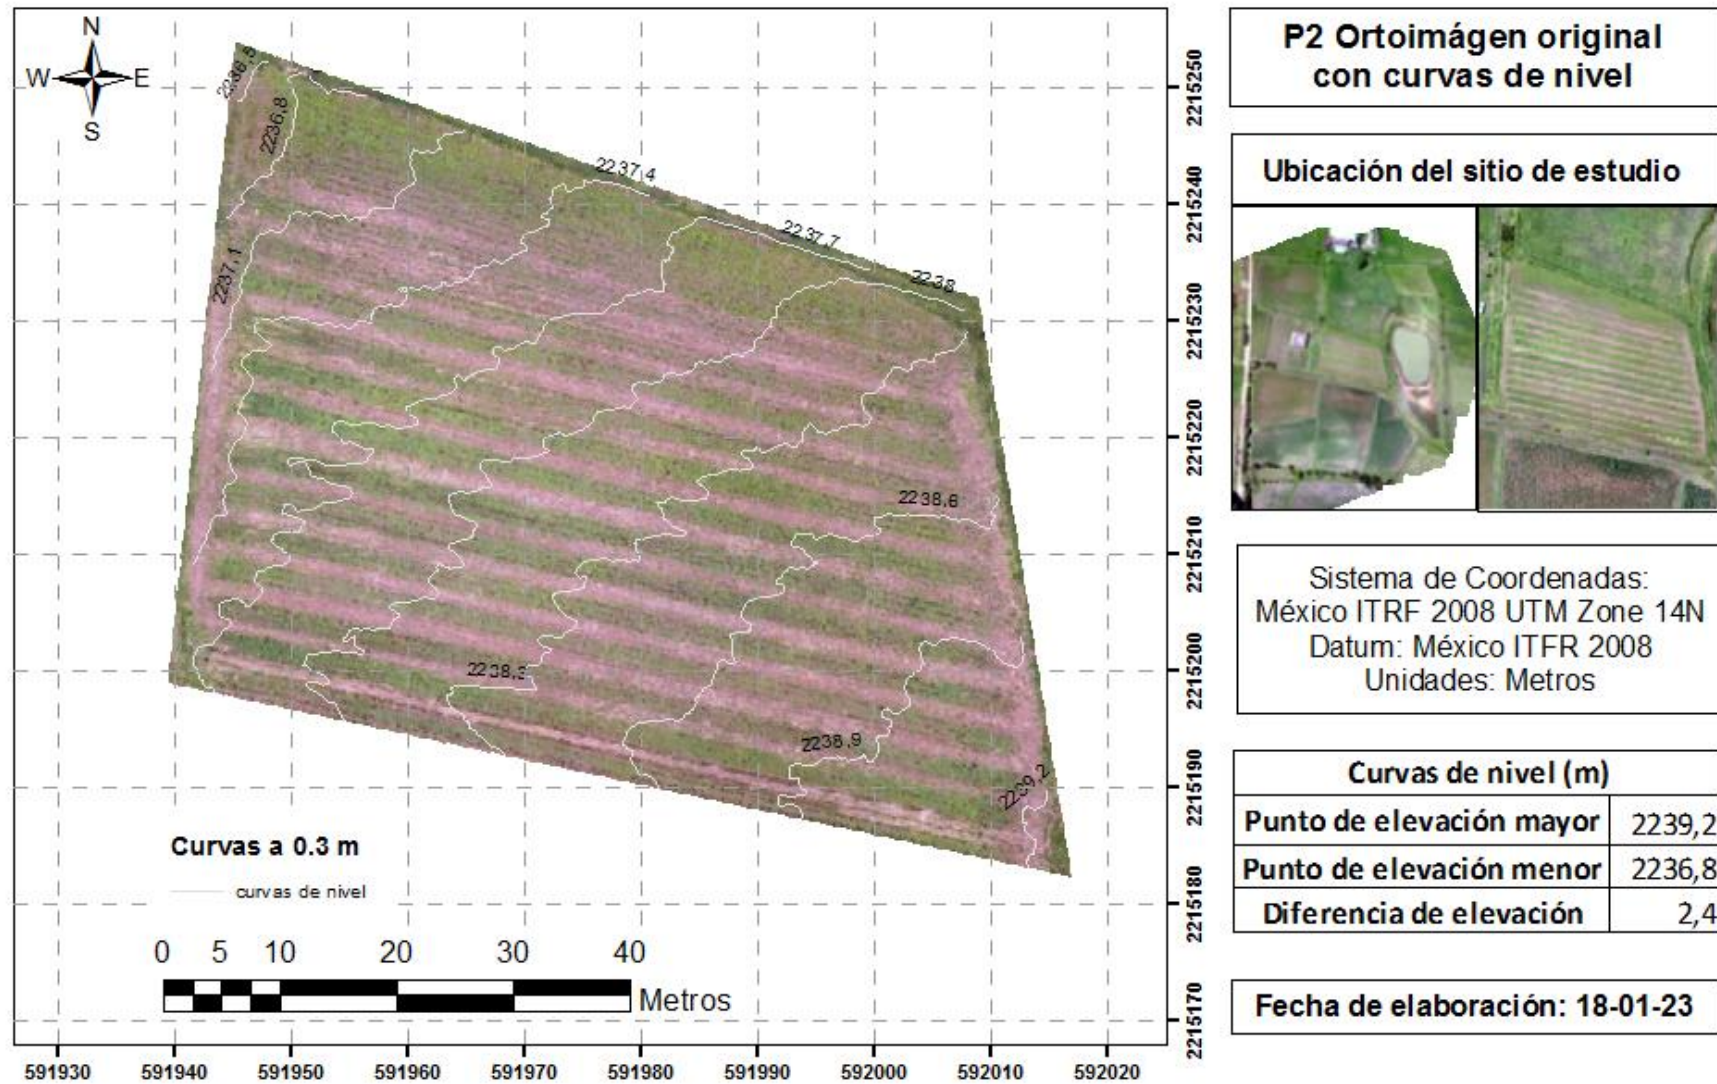 N
W E
S
2236,5
2236,8
2237,1
2237,4
2237,7
2238
2238,6
2238,3
2238,9
2239,2
Curvas a 0.3 m
curvas de nivel
0 5 10 20 30 40
Metros
591930 591940 591950 591960 591970 591980 591990 592000 592010 592020
2215250
2215240
2215230
2215220
2215210
2215200
2215190
2215180
2215170
P2 Ortoimágen original
con curvas de nivel
Ubicación del sitio de estudio
Sistema de Coordenadas:
México ITRF 2008 UTM Zone 14N
Datum: México ITFR 2008
Unidades: Metros
Curvas de nivel (m)
Punto de elevación mayor 2239,2
Punto de elevación menor 2236,8
Diferencia de elevación 2,4
Fecha de elaboración: 18-01-23